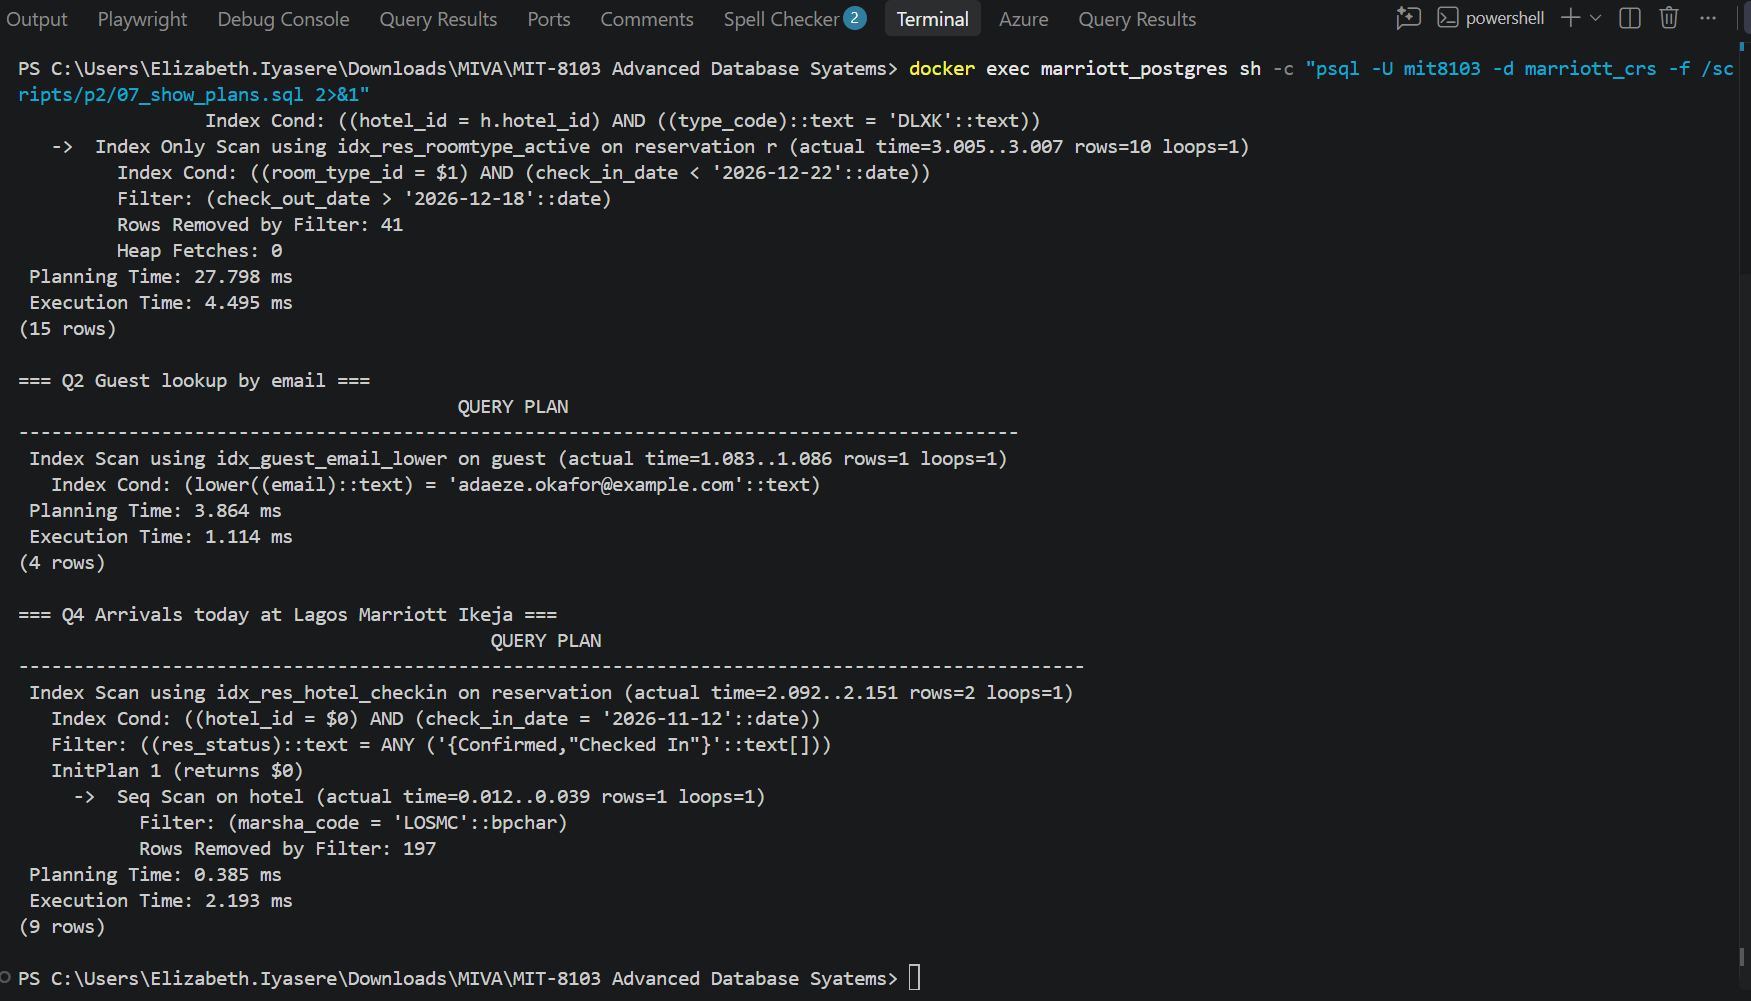 Output Playwright Debug Console Query Results Ports Comments Spell Checker 2 Terminal Azure Query Results powershell
PS C:\Users\Elizabeth.Iyasere\Downloads\MIVA\MIT-8103 Advanced Database Syatems> docker exec marriott_postgres sh -c "psql -U mit8103 -d marriott_crs -f /sc
ripts/p2/07_show_plans.sql 2>&1"
                 Index Cond: ((hotel_id = h.hotel_id) AND ((type_code)::text = 'DLXK'::text))
   ->  Index Only Scan using idx_res_roomtype_active on reservation r (actual time=3.005..3.007 rows=10 loops=1)
         Index Cond: ((room_type_id = $1) AND (check_in_date < '2026-12-22'::date))
         Filter: (check_out_date > '2026-12-18'::date)
         Rows Removed by Filter: 41
         Heap Fetches: 0
 Planning Time: 27.798 ms
 Execution Time: 4.495 ms
(15 rows)
=== Q2 Guest lookup by email ===
                                        QUERY PLAN
-------------------------------------------------------------------------------------------
 Index Scan using idx_guest_email_lower on guest (actual time=1.083..1.086 rows=1 loops=1)
   Index Cond: (lower((email)::text) = 'adaeze.okafor@example.com'::text)
 Planning Time: 3.864 ms
 Execution Time: 1.114 ms
(4 rows)
=== Q4 Arrivals today at Lagos Marriott Ikeja ===
                                           QUERY PLAN
-------------------------------------------------------------------------------------------------
 Index Scan using idx_res_hotel_checkin on reservation (actual time=2.092..2.151 rows=2 loops=1)
   Index Cond: ((hotel_id = $0) AND (check_in_date = '2026-11-12'::date))
   Filter: ((res_status)::text = ANY ('{Confirmed,"Checked In"}'::text[]))
   InitPlan 1 (returns $0)
     ->  Seq Scan on hotel (actual time=0.012..0.039 rows=1 loops=1)
           Filter: (marsha_code = 'LOSMC'::bpchar)
           Rows Removed by Filter: 197
 Planning Time: 0.385 ms
 Execution Time: 2.193 ms
(9 rows)
PS C:\Users\Elizabeth.Iyasere\Downloads\MIVA\MIT-8103 Advanced Database Syatems>